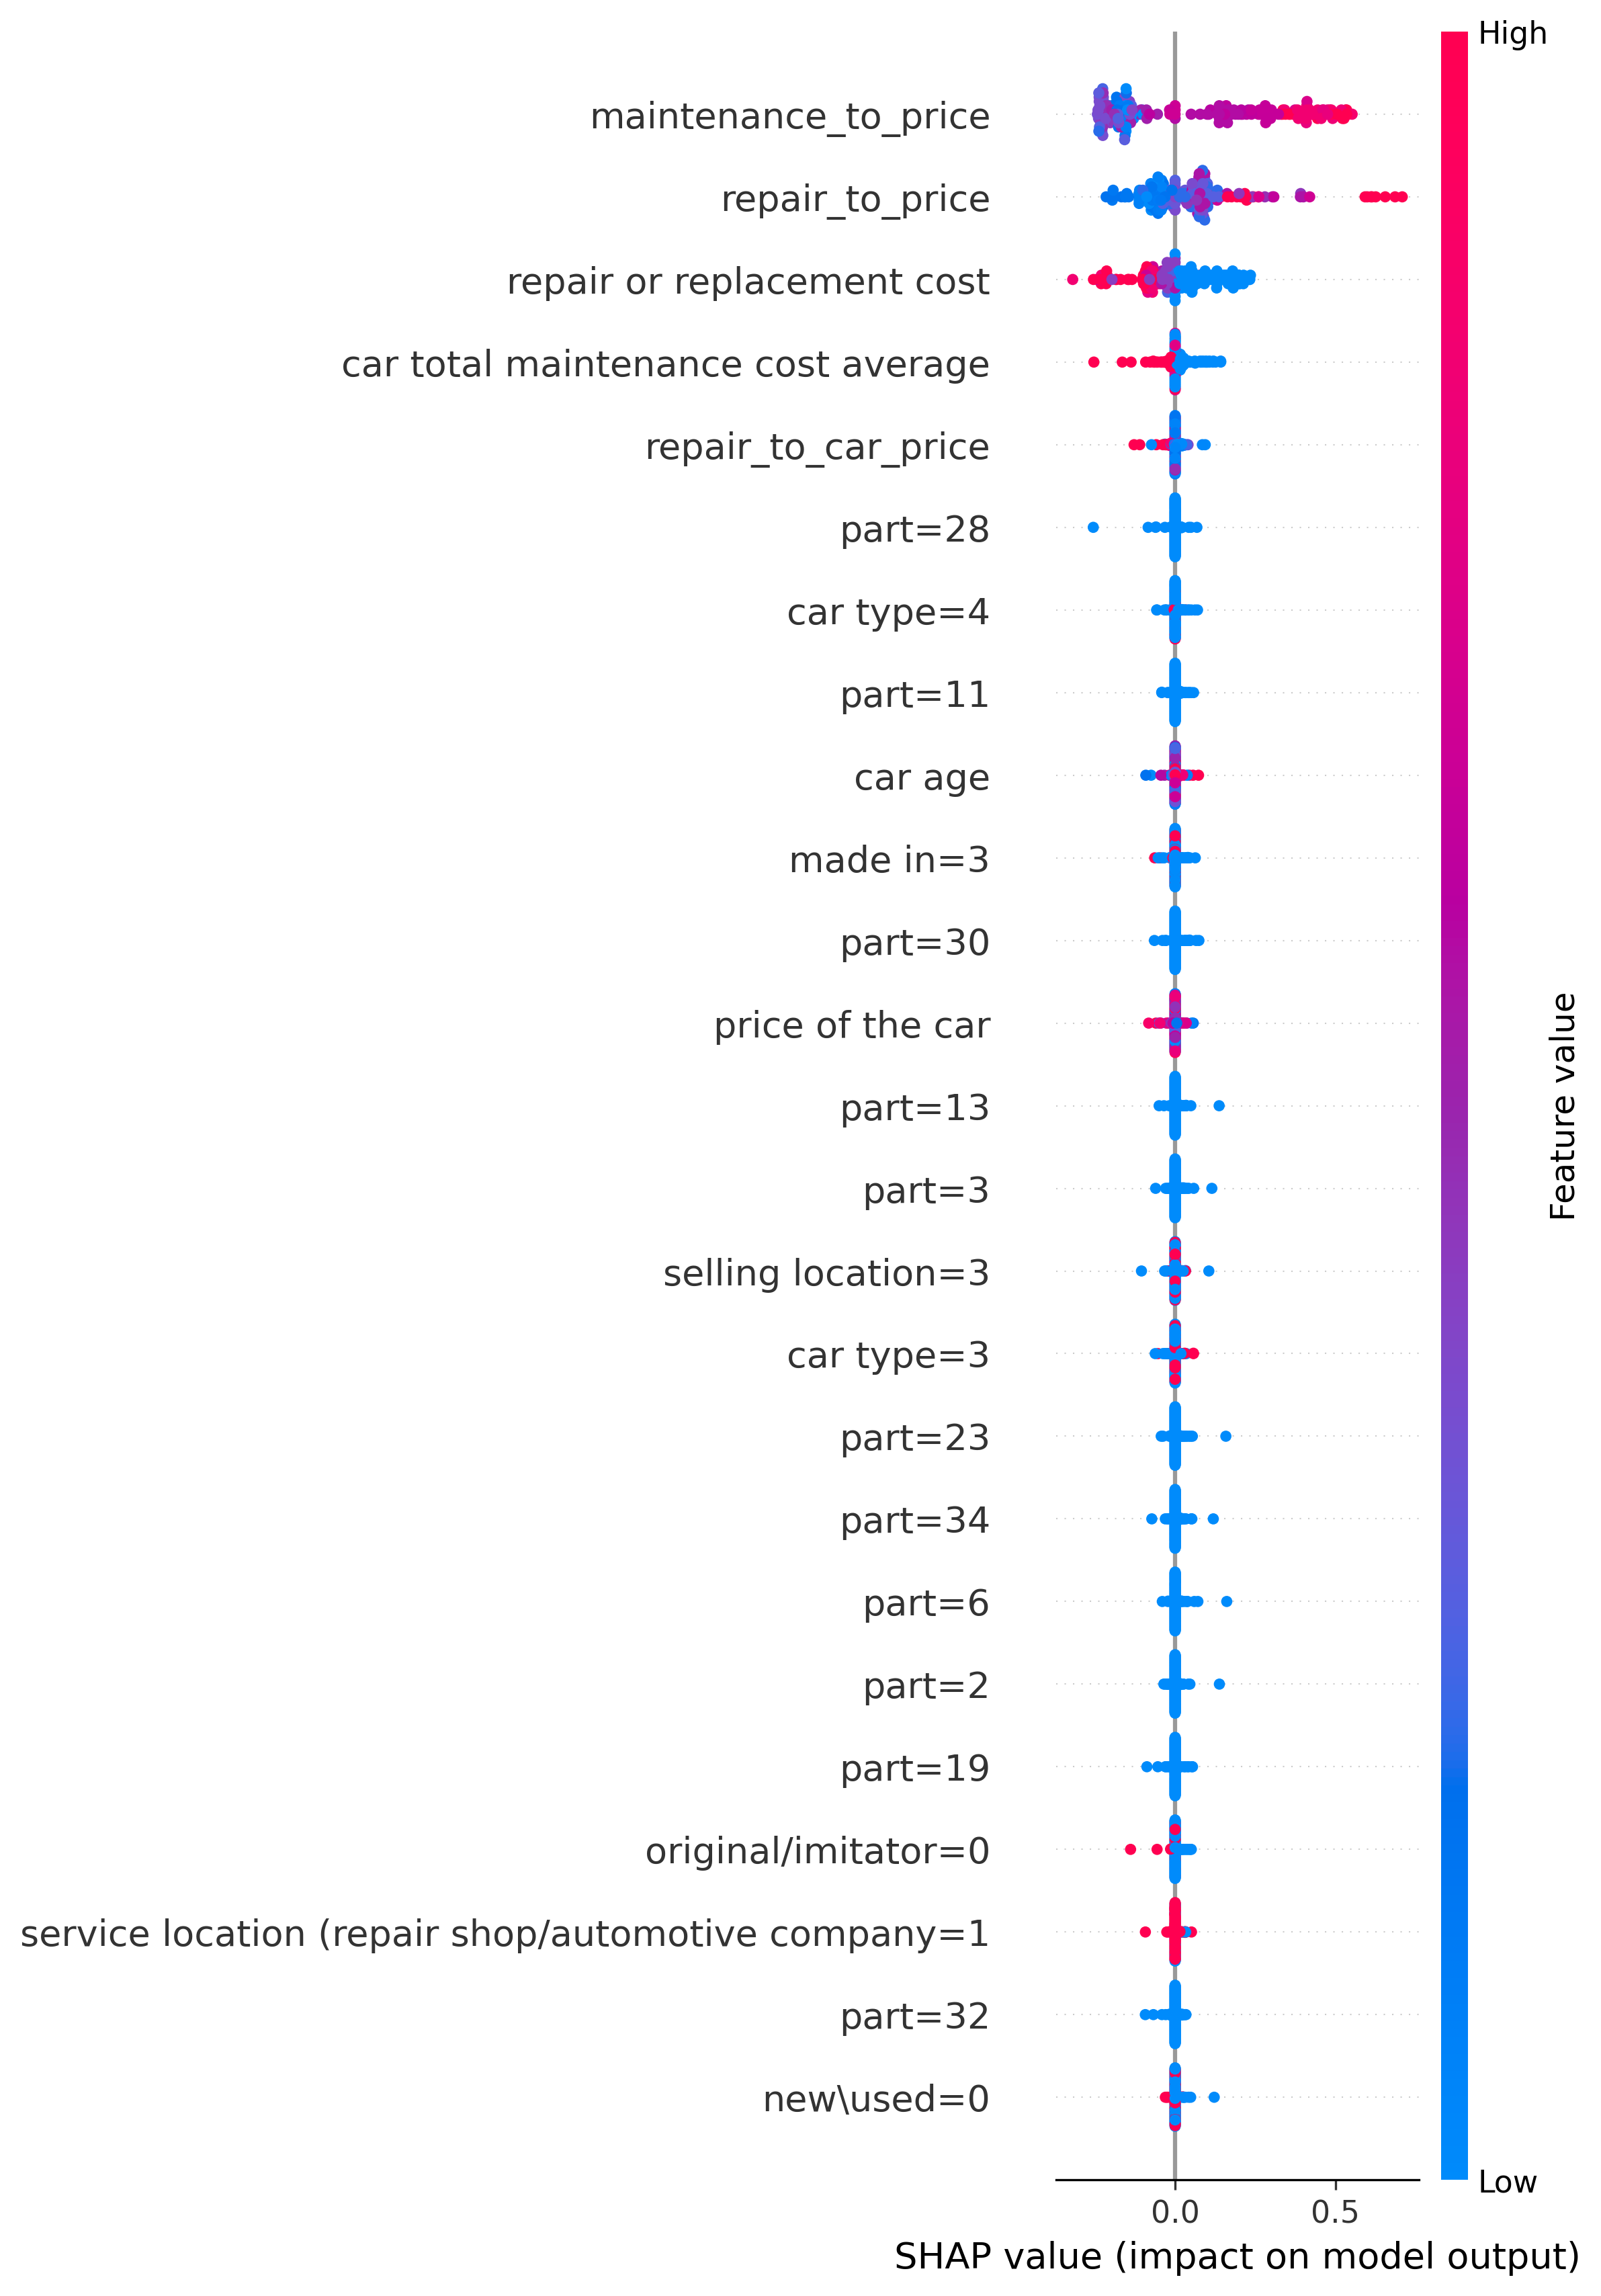 High
maintenance_to_price
repair_to_price
repair or replacement cost
car total maintenance cost average
repair_to_car_price
part=28
car type=4
part=11
car age
made in=3
part=30
price of the car
part=13
part=3
selling location=3
car type=3
part=23
part=34
part=6
part=2
part=19
original/imitator=0
service location (repair shop/automotive company=1
part=32
new\used=0
Feature value
Low
0.0 0.5
SHAP value (impact on model output)